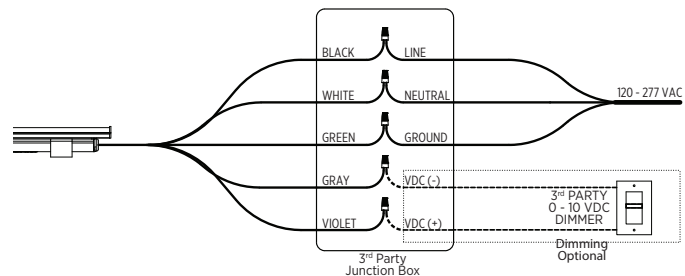 BLACK LINE
WHITE NEUTRAL
120 - 277 VAC
GREEN GROUND
GRAY VDC (-)
3rd PARTY
0 - 10 VDC
DIMMER
VIOLET VDC (+)
Dimming
Optional
3rd Party
Junction Box